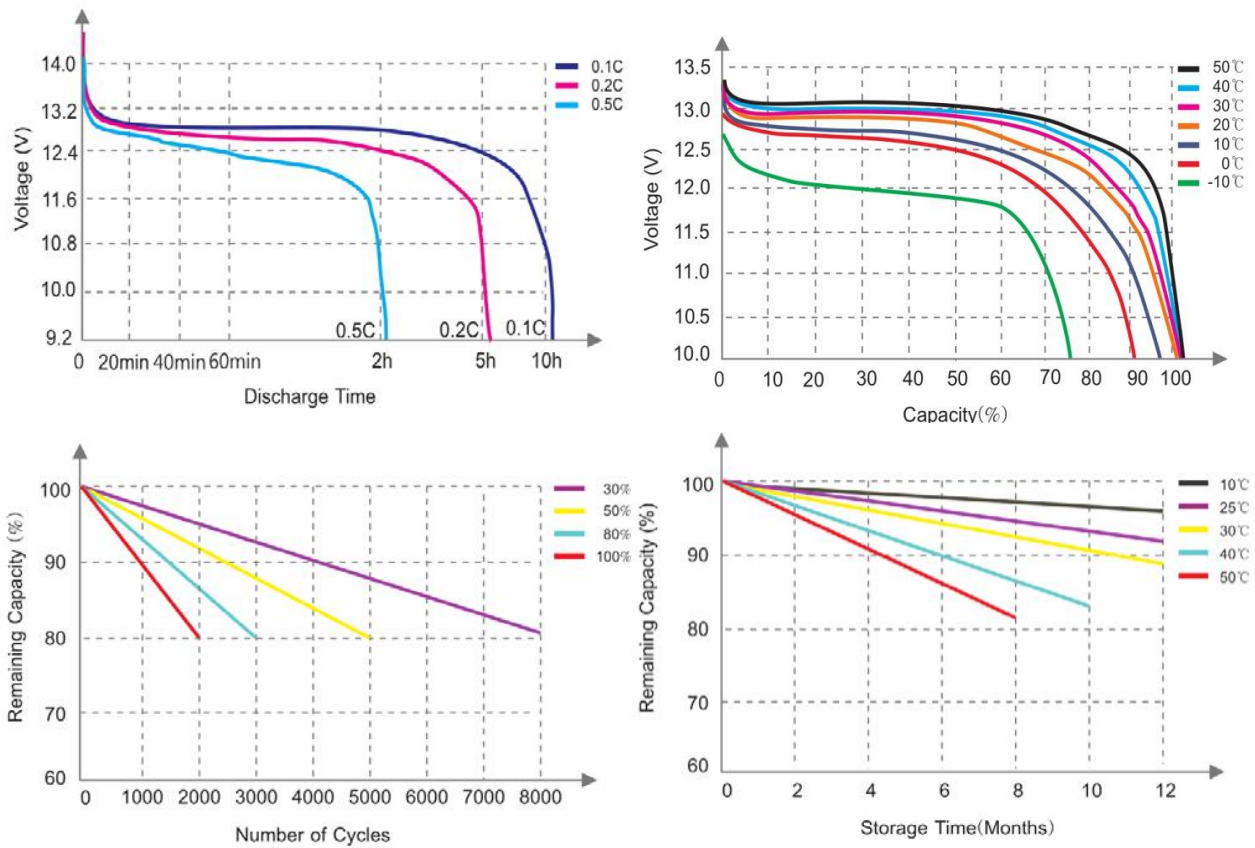 14.0
13.2
12.4
11.6
10.8
10.0
9.2
Voltage (V)
0.1C
0.2C
0.5C
0.5C 0.2C 0.1C
0 20min 40min 60min 2h 5h 10h
Discharge Time
13.5
13.0
12.5
12.0
11.5
11.0
10.5
10.0
Voltage (V)
50℃
40℃
30℃
20℃
10℃
0℃
-10℃
0 10 20 30 40 50 60 70 80 90 100
Capacity(%)
100
90
80
70
60
Remaining Capacity (%)
30%
50%
80%
100%
0 1000 2000 3000 4000 5000 6000 7000 8000
Number of Cycles
100
90
80
70
60
Remaining Capacity (%)
10℃
25℃
30℃
40℃
50℃
0 2 4 6 8 10 12
Storage Time(Months)